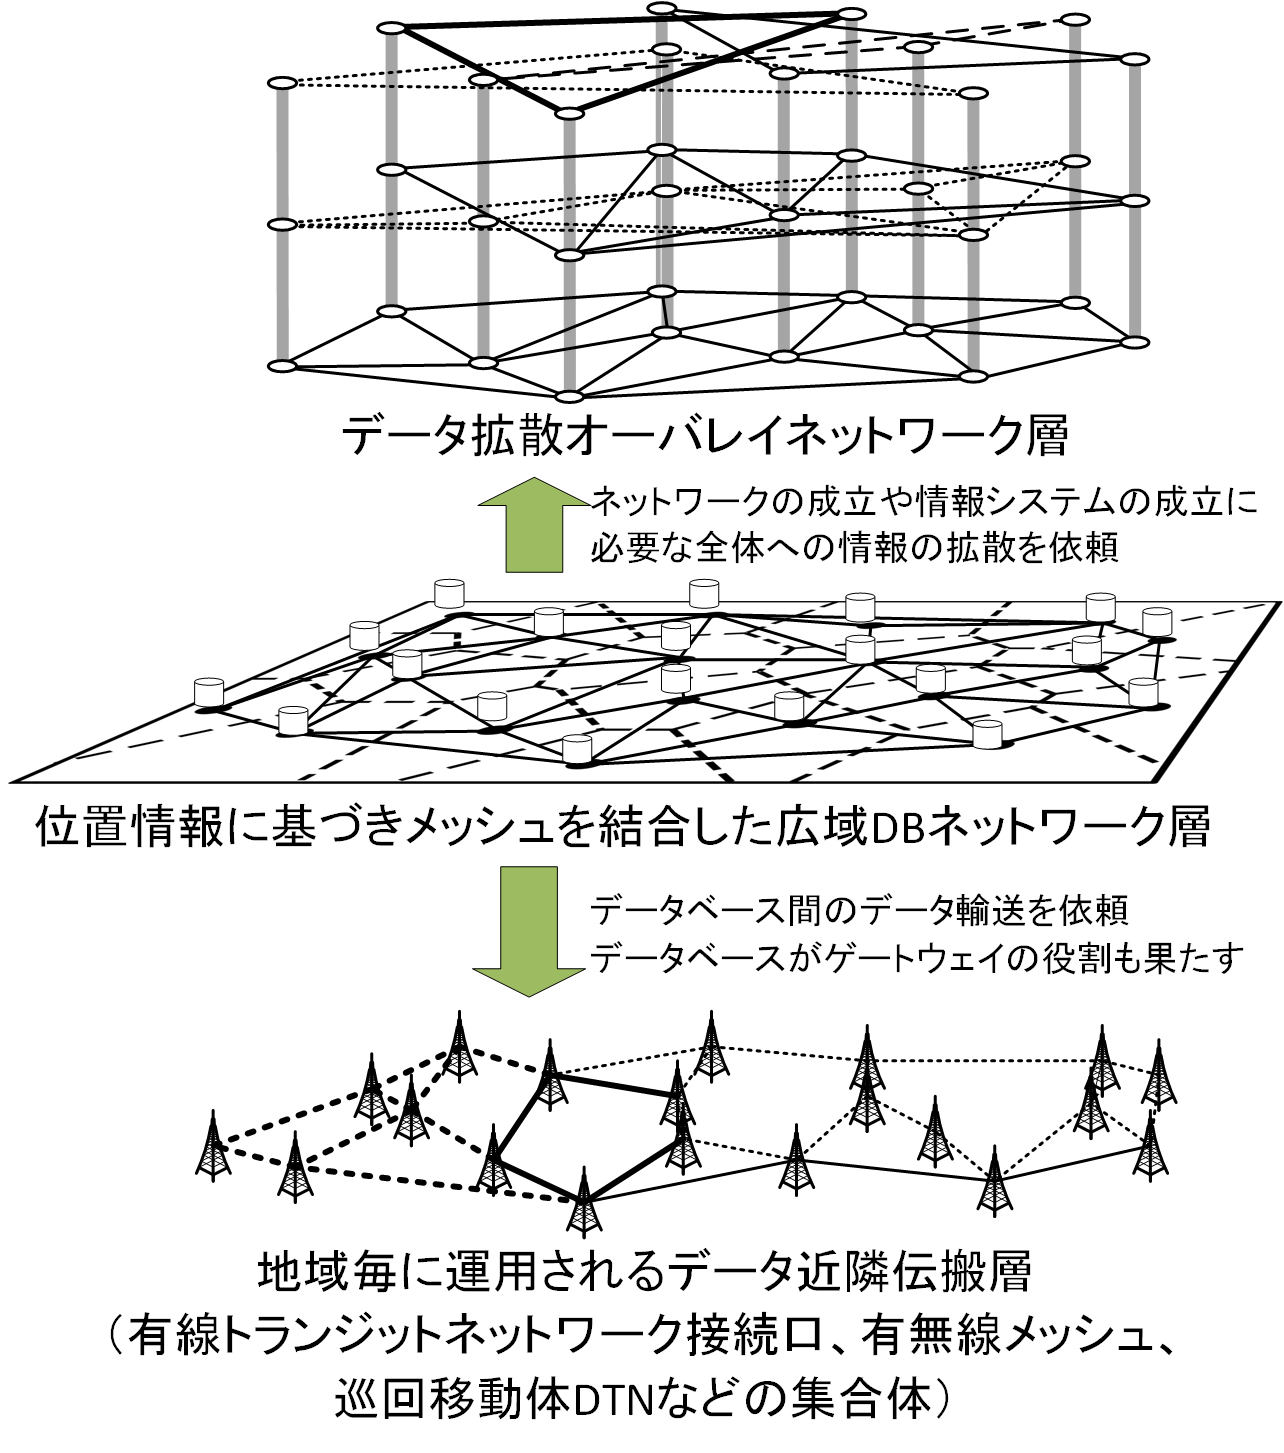 データ拡散オーバレイネットワーク層
ネットワークの成立や情報システムの成立に
必要な全体への情報の拡散を依頼
位置情報に基づきメッシュを結合した広域DBネットワーク層
データベース間のデータ輸送を依頼
データベースがゲートウェイの役割も果たす
地域毎に運用されるデータ近隣伝搬層
（有線トランジットネットワーク接続口、有無線メッシュ、
巡回移動体DTNなどの集合体）